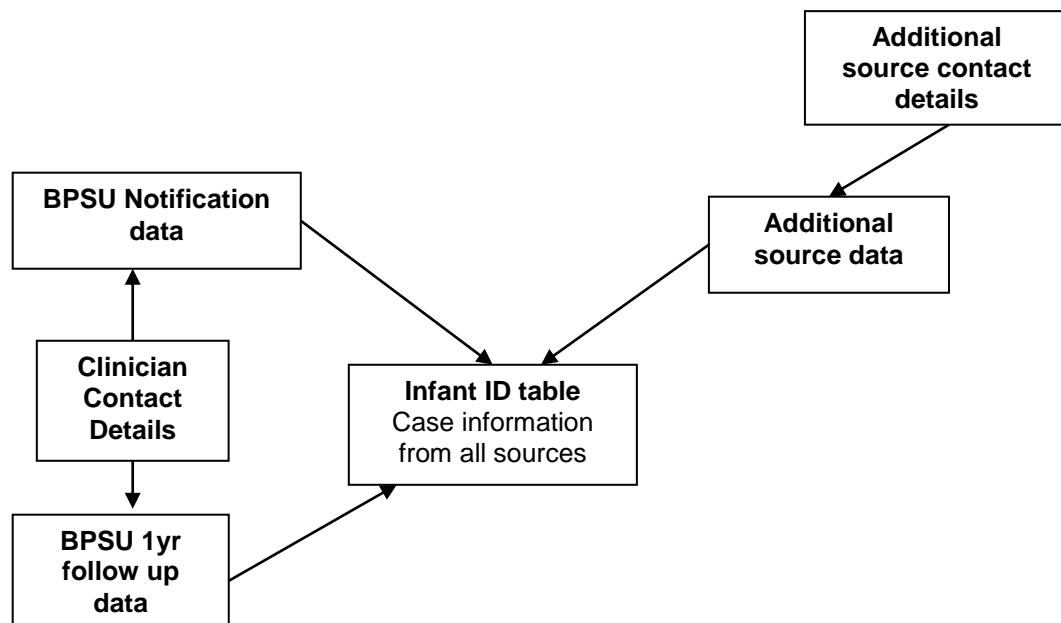 Additional
source contact
details
BPSU Notification
data
Additional
source data
Clinician
Contact
Details
Infant ID table
Case information
from all sources
BPSU 1yr
follow up
data